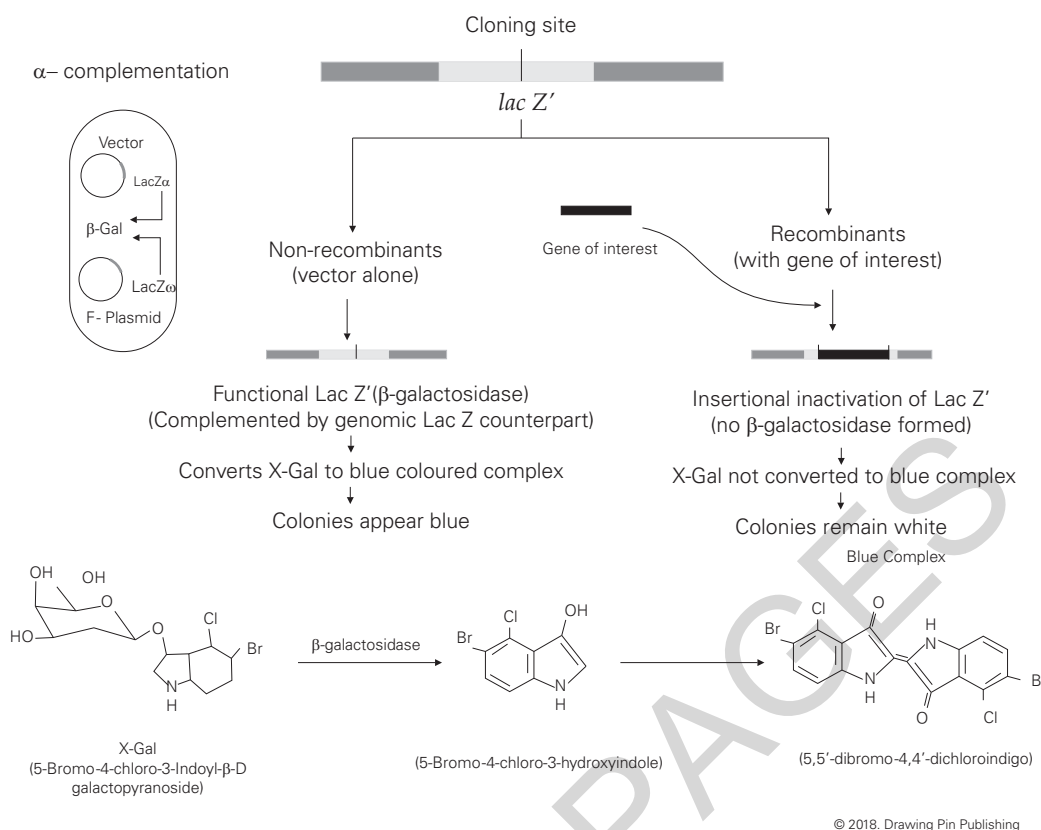 Cloning site
α– complementation
lac Z'
Vector
LacZα
β-Gal
LacZω
F- Plasmid
Non-recombinants
(vector alone)
Gene of interest
Recombinants
(with gene of interest)
Functional Lac Z'(β-galactosidase)
(Complemented by genomic Lac Z counterpart)
Converts X-Gal to blue coloured complex
Colonies appear blue
Insertional inactivation of Lac Z'
(no β-galactosidase formed)
X-Gal not converted to blue complex
Colonies remain white
Blue Complex
OH
OH
O
HO
O
Cl
Br
N
H
β-galactosidase
Cl
OH
Br
N
H
O
Cl
Br
H
N
N
H
O
Cl
B
X-Gal
(5-Bromo-4-chloro-3-Indoyl-β-D
galactopyranoside)
(5-Bromo-4-chloro-3-hydroxyindole)
(5,5'-dibromo-4,4'-dichloroindigo)
PAGES
© 2018. Drawing Pin Publishing